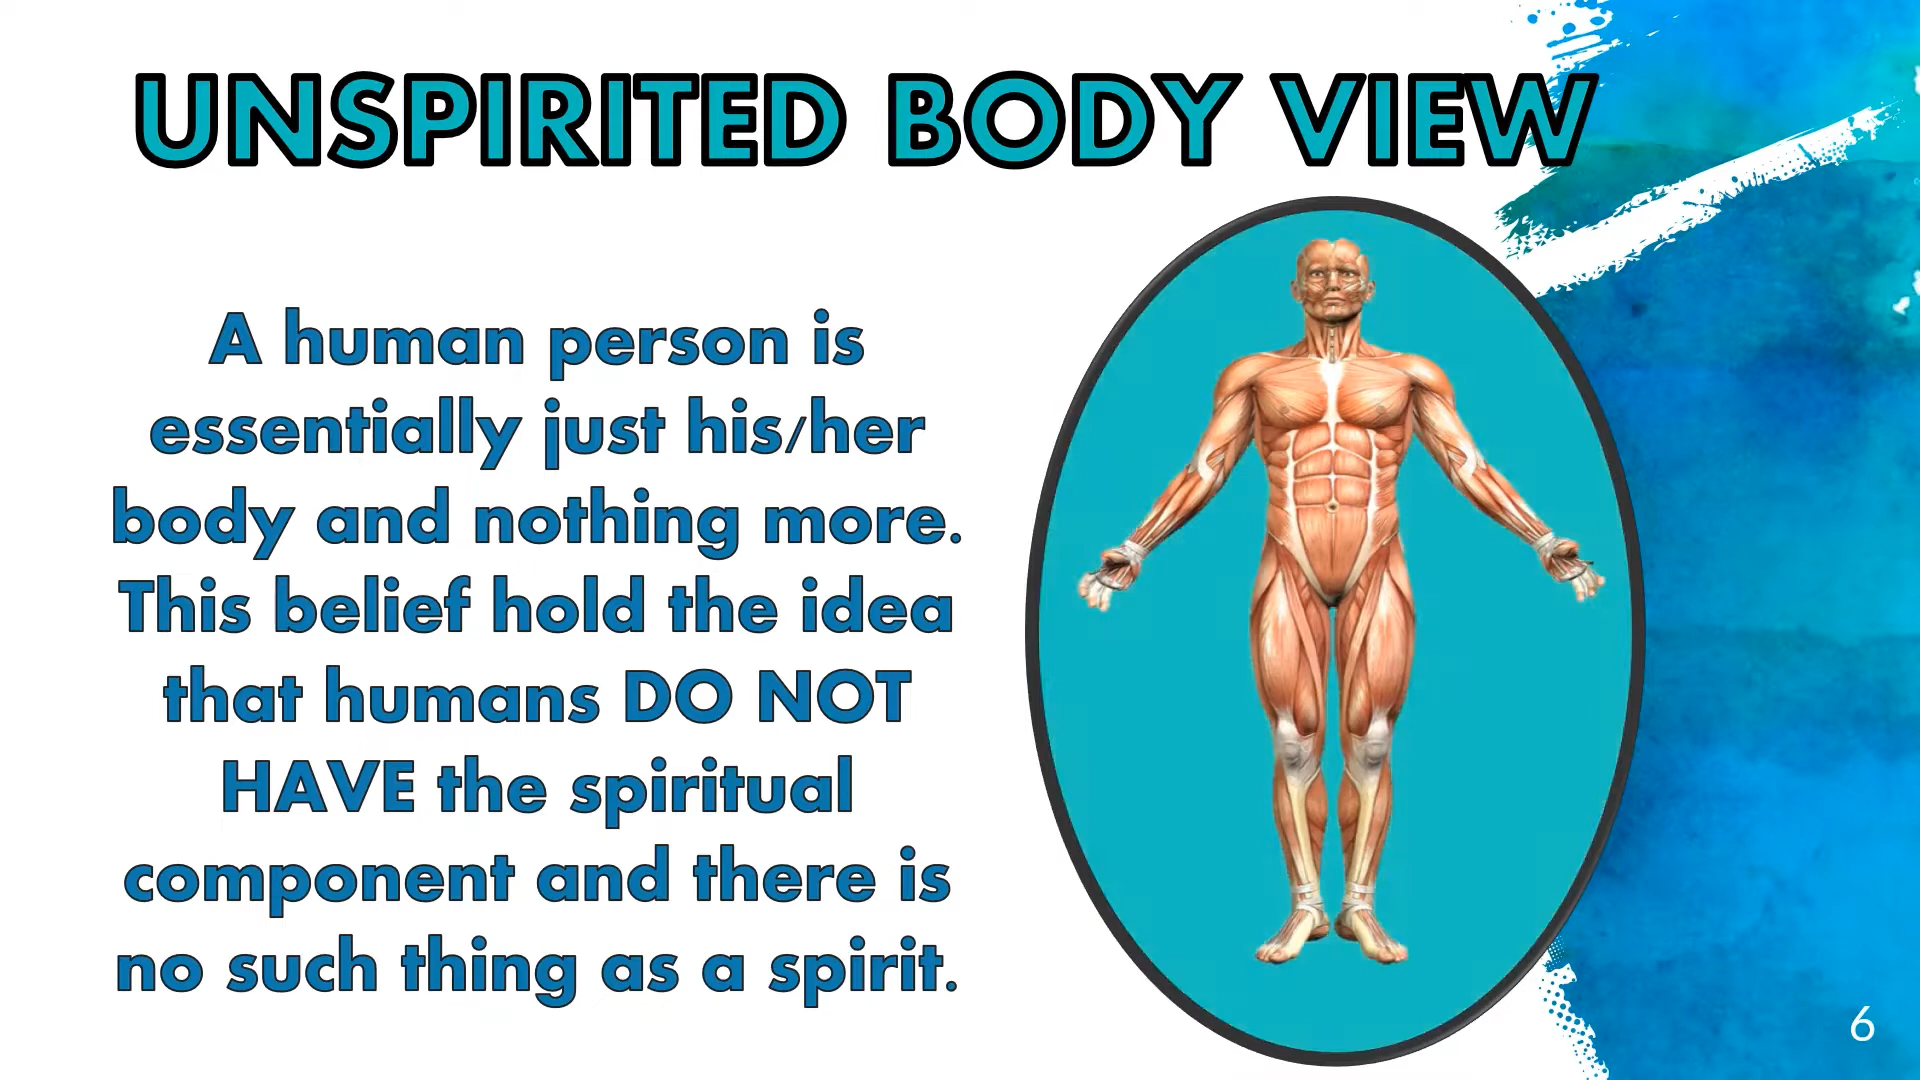 UNSPIRITED BODY VIEW
A human person is
essentially just his/her
body and nothing more.
This belief hold the idea
that humans DO NOT
HAVE the spiritual
component and there is
no such thing as a spirit.
6